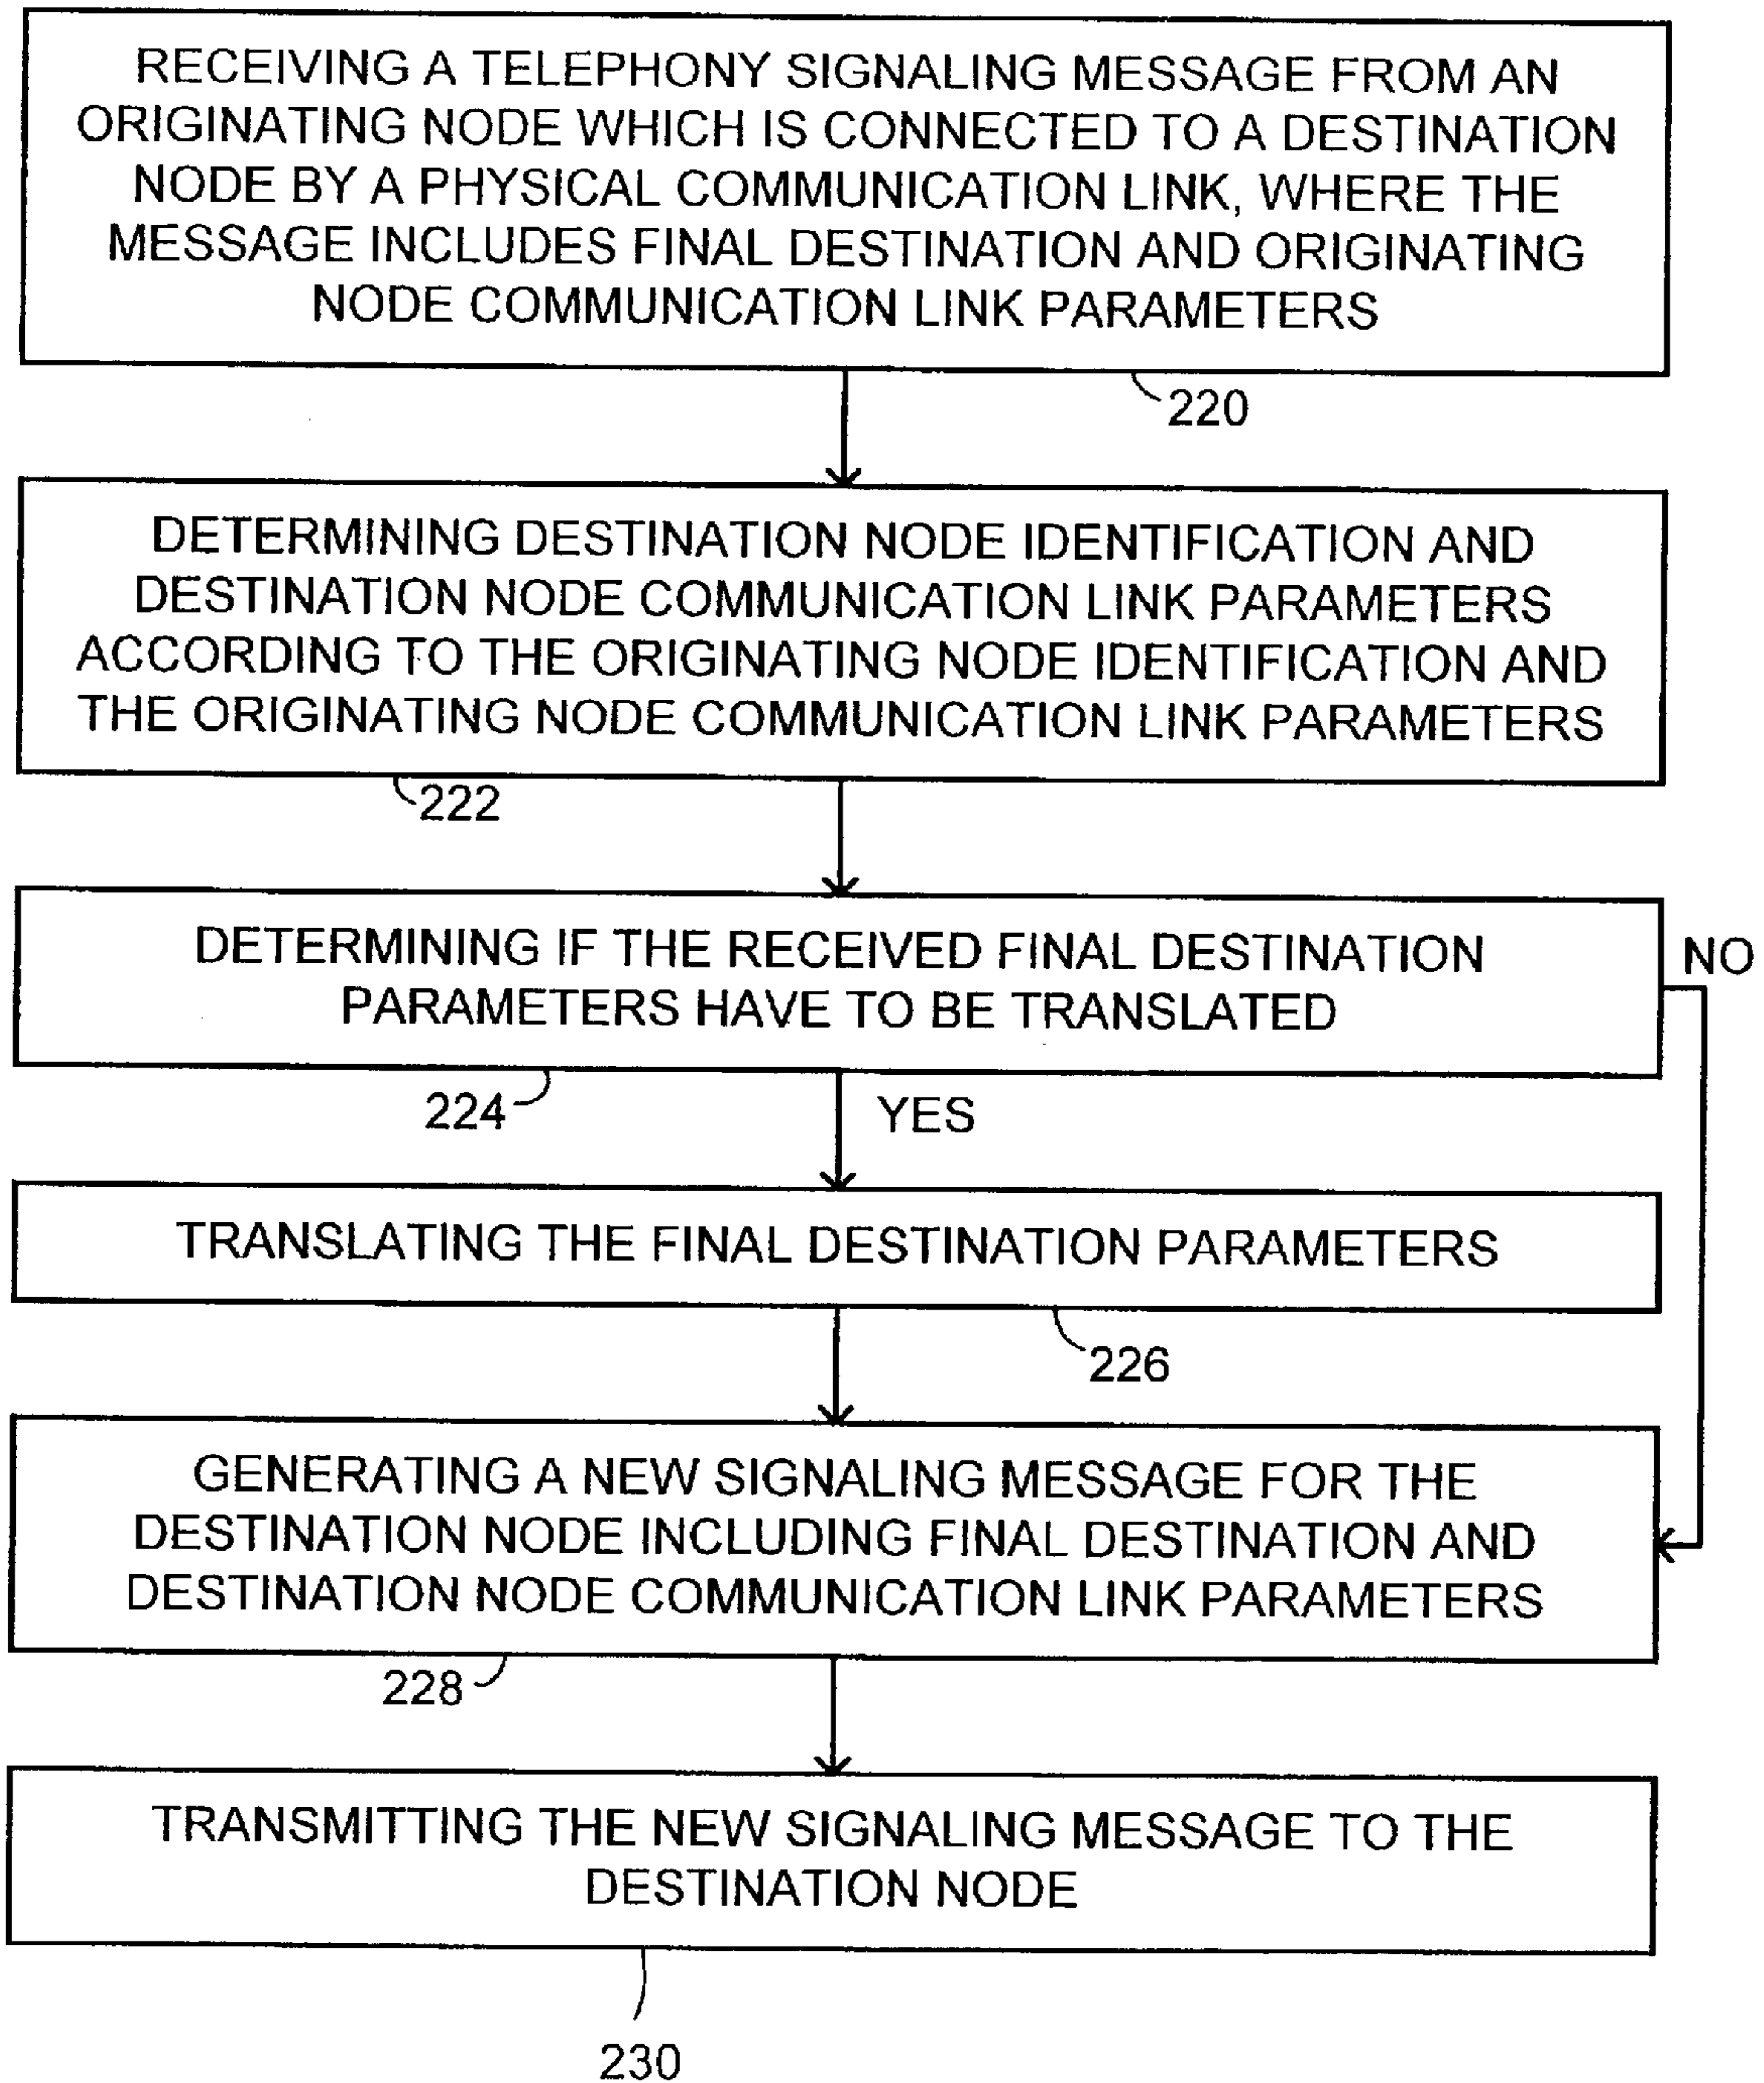 RECEIVING A TELEPHONY SIGNALING MESSAGE FROM AN
ORIGINATING NODE WHICH IS CONNECTED TO A DESTINATION
NODE BY A PHYSICAL COMMUNICATION LINK, WHERE THE
MESSAGE INCLUDES FINAL DESTINATION AND ORIGINATING
NODE COMMUNICATION LINK PARAMETERS
220
DETERMINING DESTINATION NODE IDENTIFICATION AND
DESTINATION NODE COMMUNICATION LINK PARAMETERS
ACCORDING TO THE ORIGINATING NODE IDENTIFICATION AND
THE ORIGINATING NODE COMMUNICATION LINK PARAMETERS
222
DETERMINING IF THE RECEIVED FINAL DESTINATION
PARAMETERS HAVE TO BE TRANSLATED
NO
224
YES
TRANSLATING THE FINAL DESTINATION PARAMETERS
226
GENERATING A NEW SIGNALING MESSAGE FOR THE
DESTINATION NODE INCLUDING FINAL DESTINATION AND
DESTINATION NODE COMMUNICATION LINK PARAMETERS
228
TRANSMITTING THE NEW SIGNALING MESSAGE TO THE
DESTINATION NODE
230